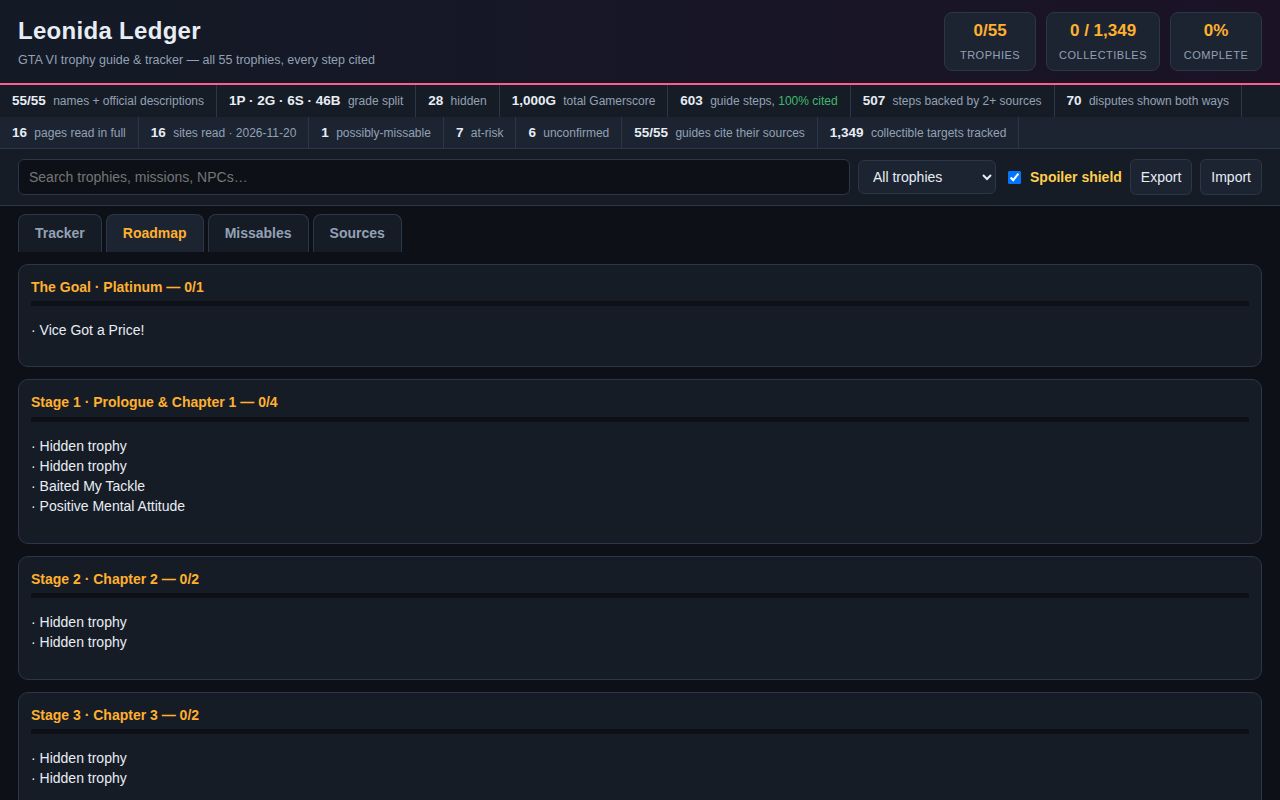 Leonida Ledger
GTA VI trophy guide & tracker — all 55 trophies, every step cited
0/55
TROPHIES
0 / 1,349
COLLECTIBLES
0%
COMPLETE
55/55 names + official descriptions
1P · 2G · 6S · 46B grade split
28 hidden
1,000G total Gamerscore
603 guide steps, 100% cited
507 steps backed by 2+ sources
70 disputes shown both ways
16 pages read in full
16 sites read · 2026-11-20
1 possibly-missable
7 at-risk
6 unconfirmed
55/55 guides cite their sources
1,349 collectible targets tracked
Search trophies, missions, NPCs…
All trophies
Spoiler shield
Export
Import
Tracker
Roadmap
Missables
Sources
The Goal · Platinum — 0/1
· Vice Got a Price!
Stage 1 · Prologue & Chapter 1 — 0/4
· Hidden trophy
· Hidden trophy
· Baited My Tackle
· Positive Mental Attitude
Stage 2 · Chapter 2 — 0/2
· Hidden trophy
· Hidden trophy
Stage 3 · Chapter 3 — 0/2
· Hidden trophy
· Hidden trophy